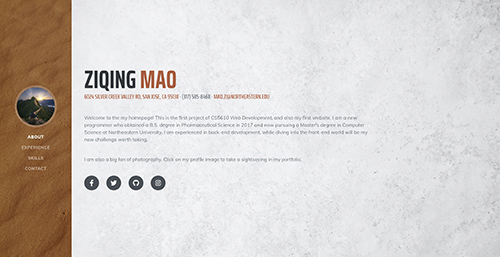 ABOUT
EXPERIENCE
SKILLS
CONTACT
ZIQING MAO
SILVER CREEK VALLEY RD, SAN JOSE, CA 95138 · (317) · MAO.ZI@NORTHEASTERN.EDU
Welcome to my homepage! This is the first project of CS5610 Web Development, and also my first website. I am a new
programmer who obtained a B.S. degree in Pharmaceutical Science in 2017 and now pursuing a Master's degree in Computer
Science at Northeastern University. I am experienced in back-end development, while diving into the front-end world will be my
new challenge worth taking.
I am also a big fan of photography. Click on my profile image to take a sightseeing in my portfolio.